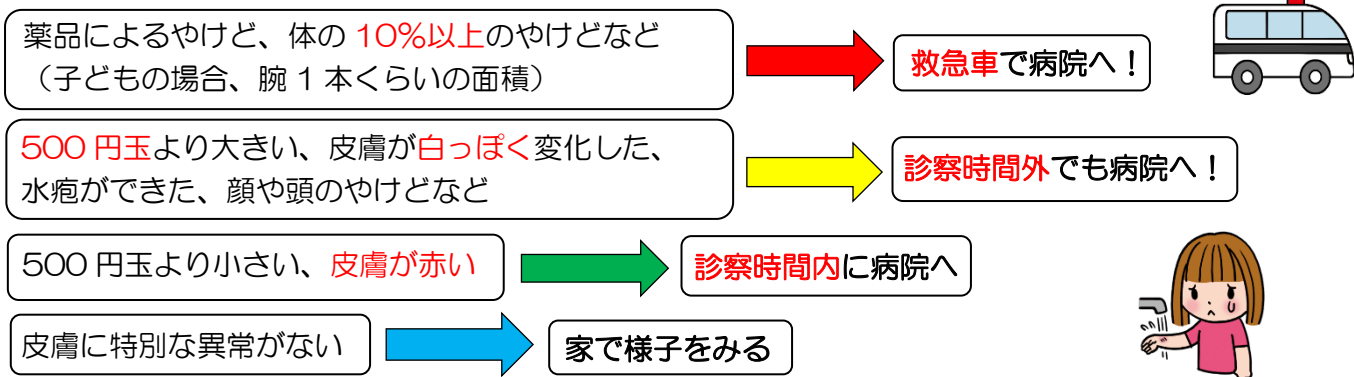 薬品によるやけど、体の 10%以上のやけどなど
（子どもの場合、腕 1 本くらいの面積）
救急車で病院へ！
500 円玉より大きい、皮膚が白っぽく変化した、
水疱ができた、顔や頭のやけどなど
診察時間外でも病院へ！
500 円玉より小さい、皮膚が赤い
診察時間内に病院へ
皮膚に特別な異常がない
家で様子をみる